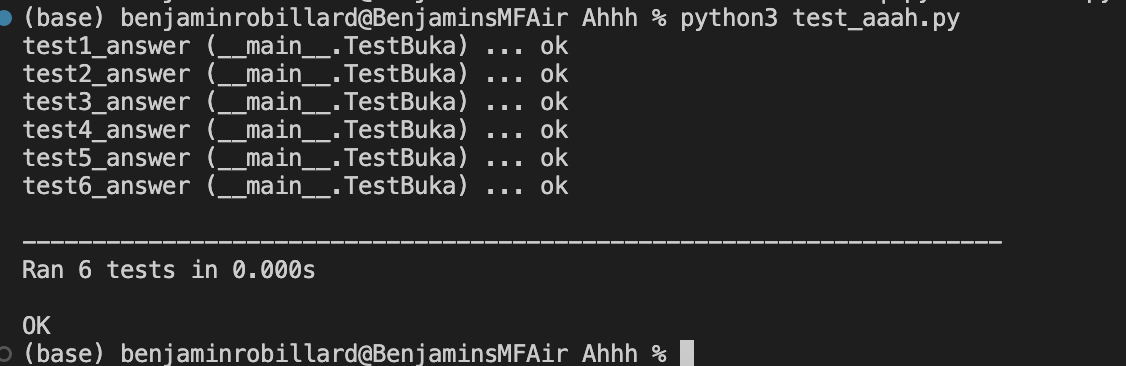 (base) benjaminrobillard@BenjaminsMFAir Ahhh % python3 test_aaah.py
test1_answer (__main__.TestBuka) ... ok
test2_answer (__main__.TestBuka) ... ok
test3_answer (__main__.TestBuka) ... ok
test4_answer (__main__.TestBuka) ... ok
test5_answer (__main__.TestBuka) ... ok
test6_answer (__main__.TestBuka) ... ok
----------------------------------------------------------------------
Ran 6 tests in 0.000s
OK
(base) benjaminrobillard@BenjaminsMFAir Ahhh %